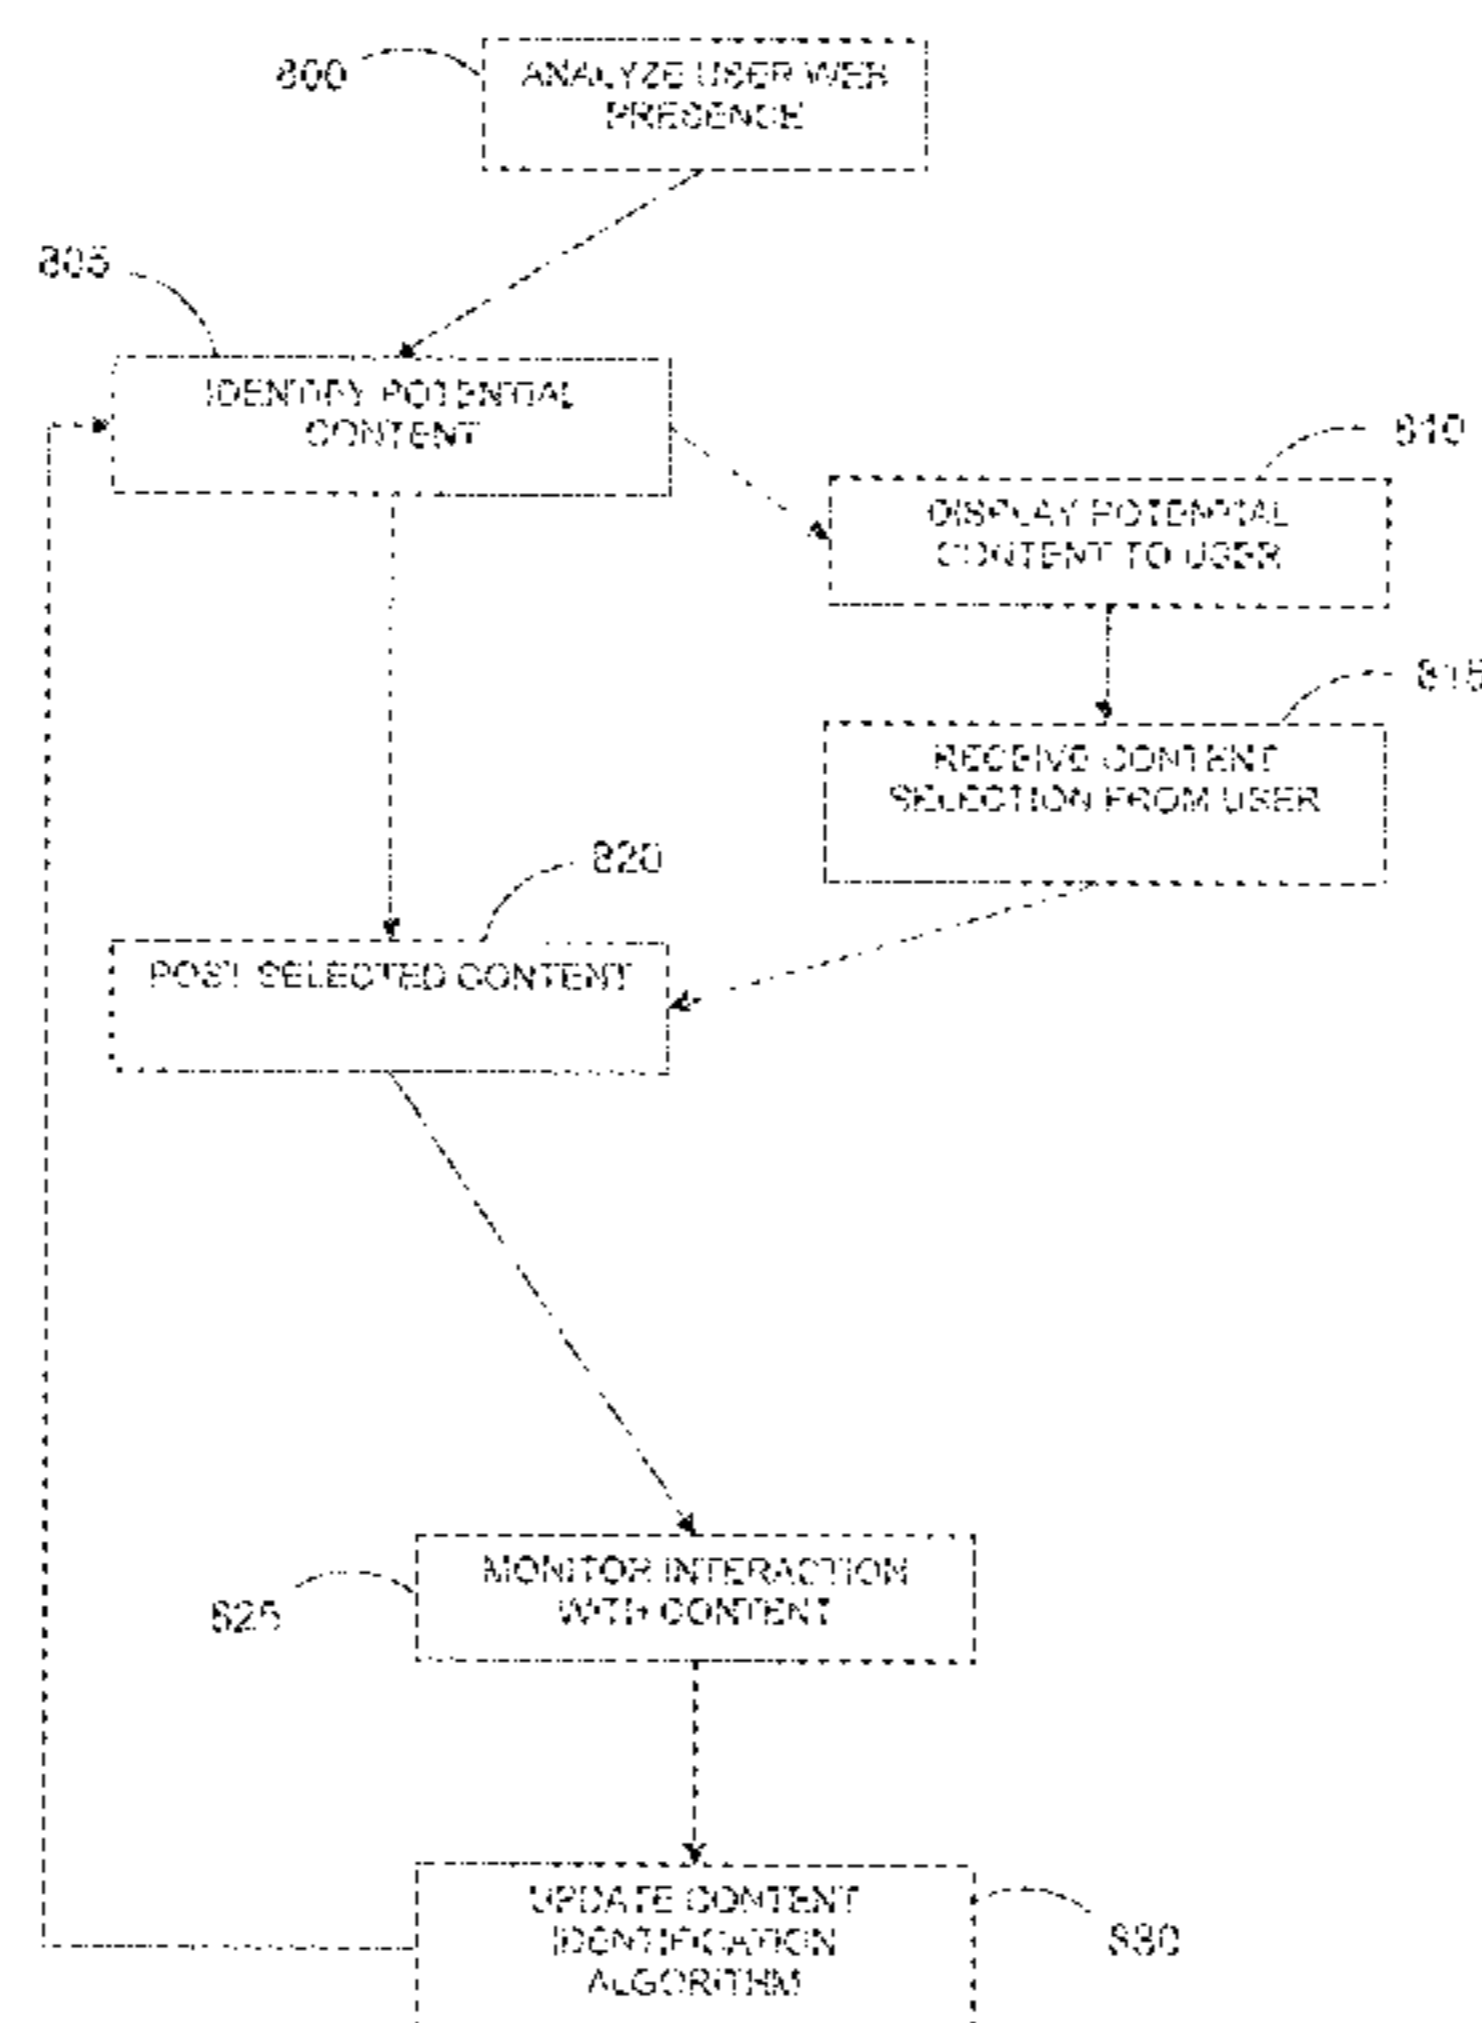 800
ANALYZE USER WEB
PRESENCE
805
IDENTIFY POTENTIAL
CONTENT
810
DISPLAY POTENTIAL
CONTENT TO USER
815
RECEIVE CONTENT
SELECTION FROM USER
820
POST SELECTED CONTENT
825
MONITOR INTERACTION
WITH CONTENT
UPDATE CONTENT
IDENTIFICATION
ALGORITHM
830